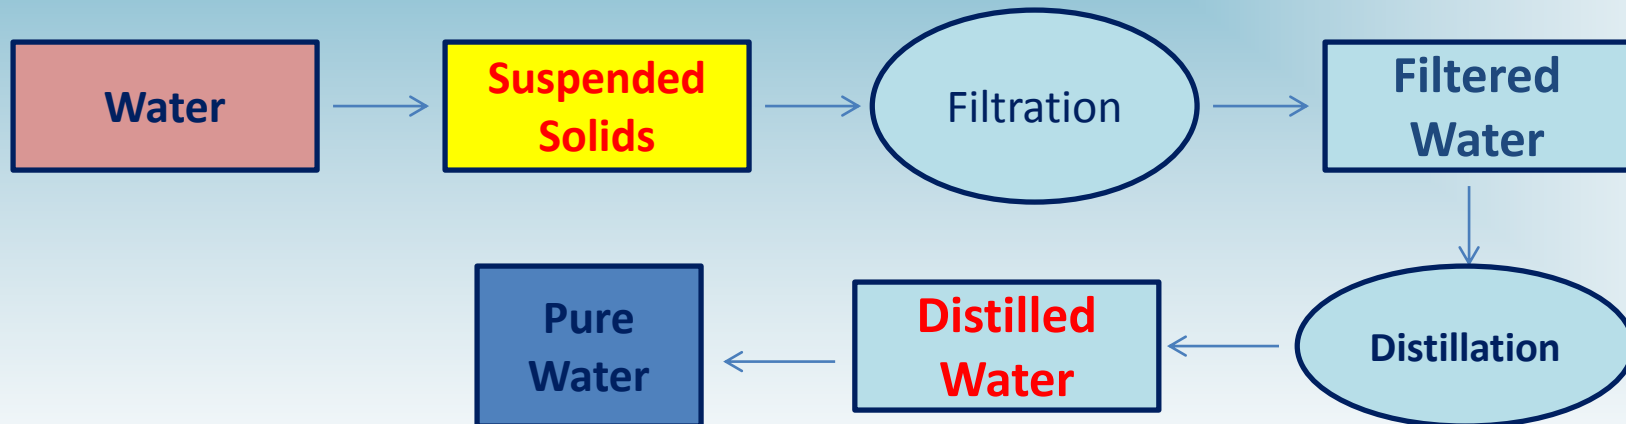 Water
Suspended
Solids
Filtration
Filtered
Water
Distillation
Distilled
Water
Pure
Water